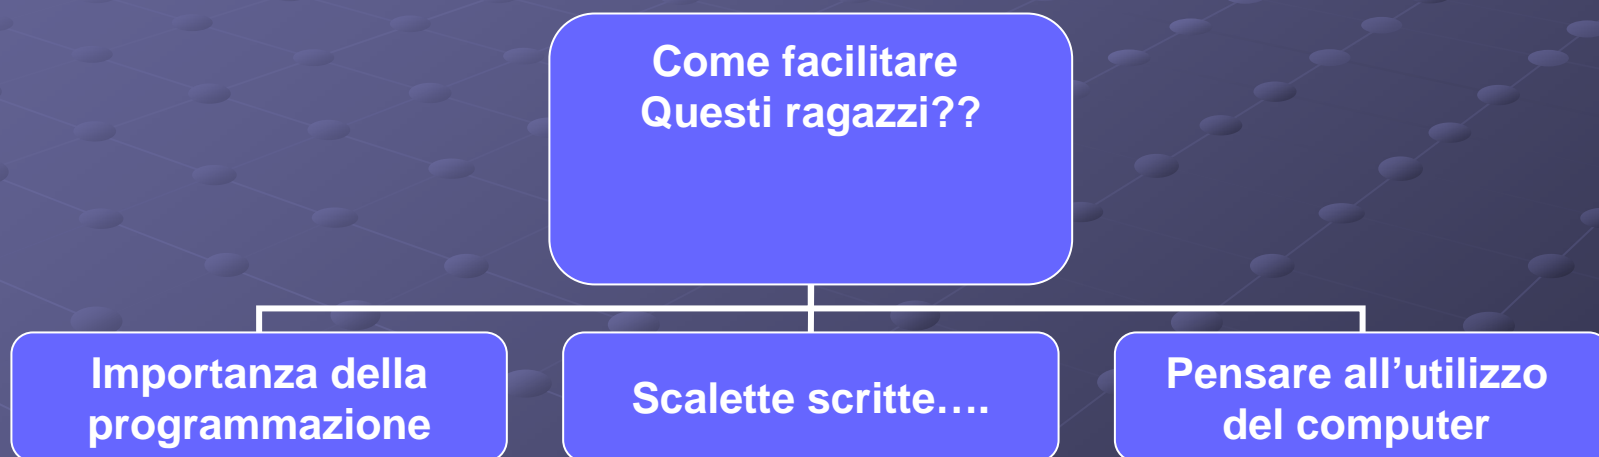 Come facilitare
Questi ragazzi??
Importanza della
programmazione
Scalette scritte….
Pensare all’utilizzo
del computer